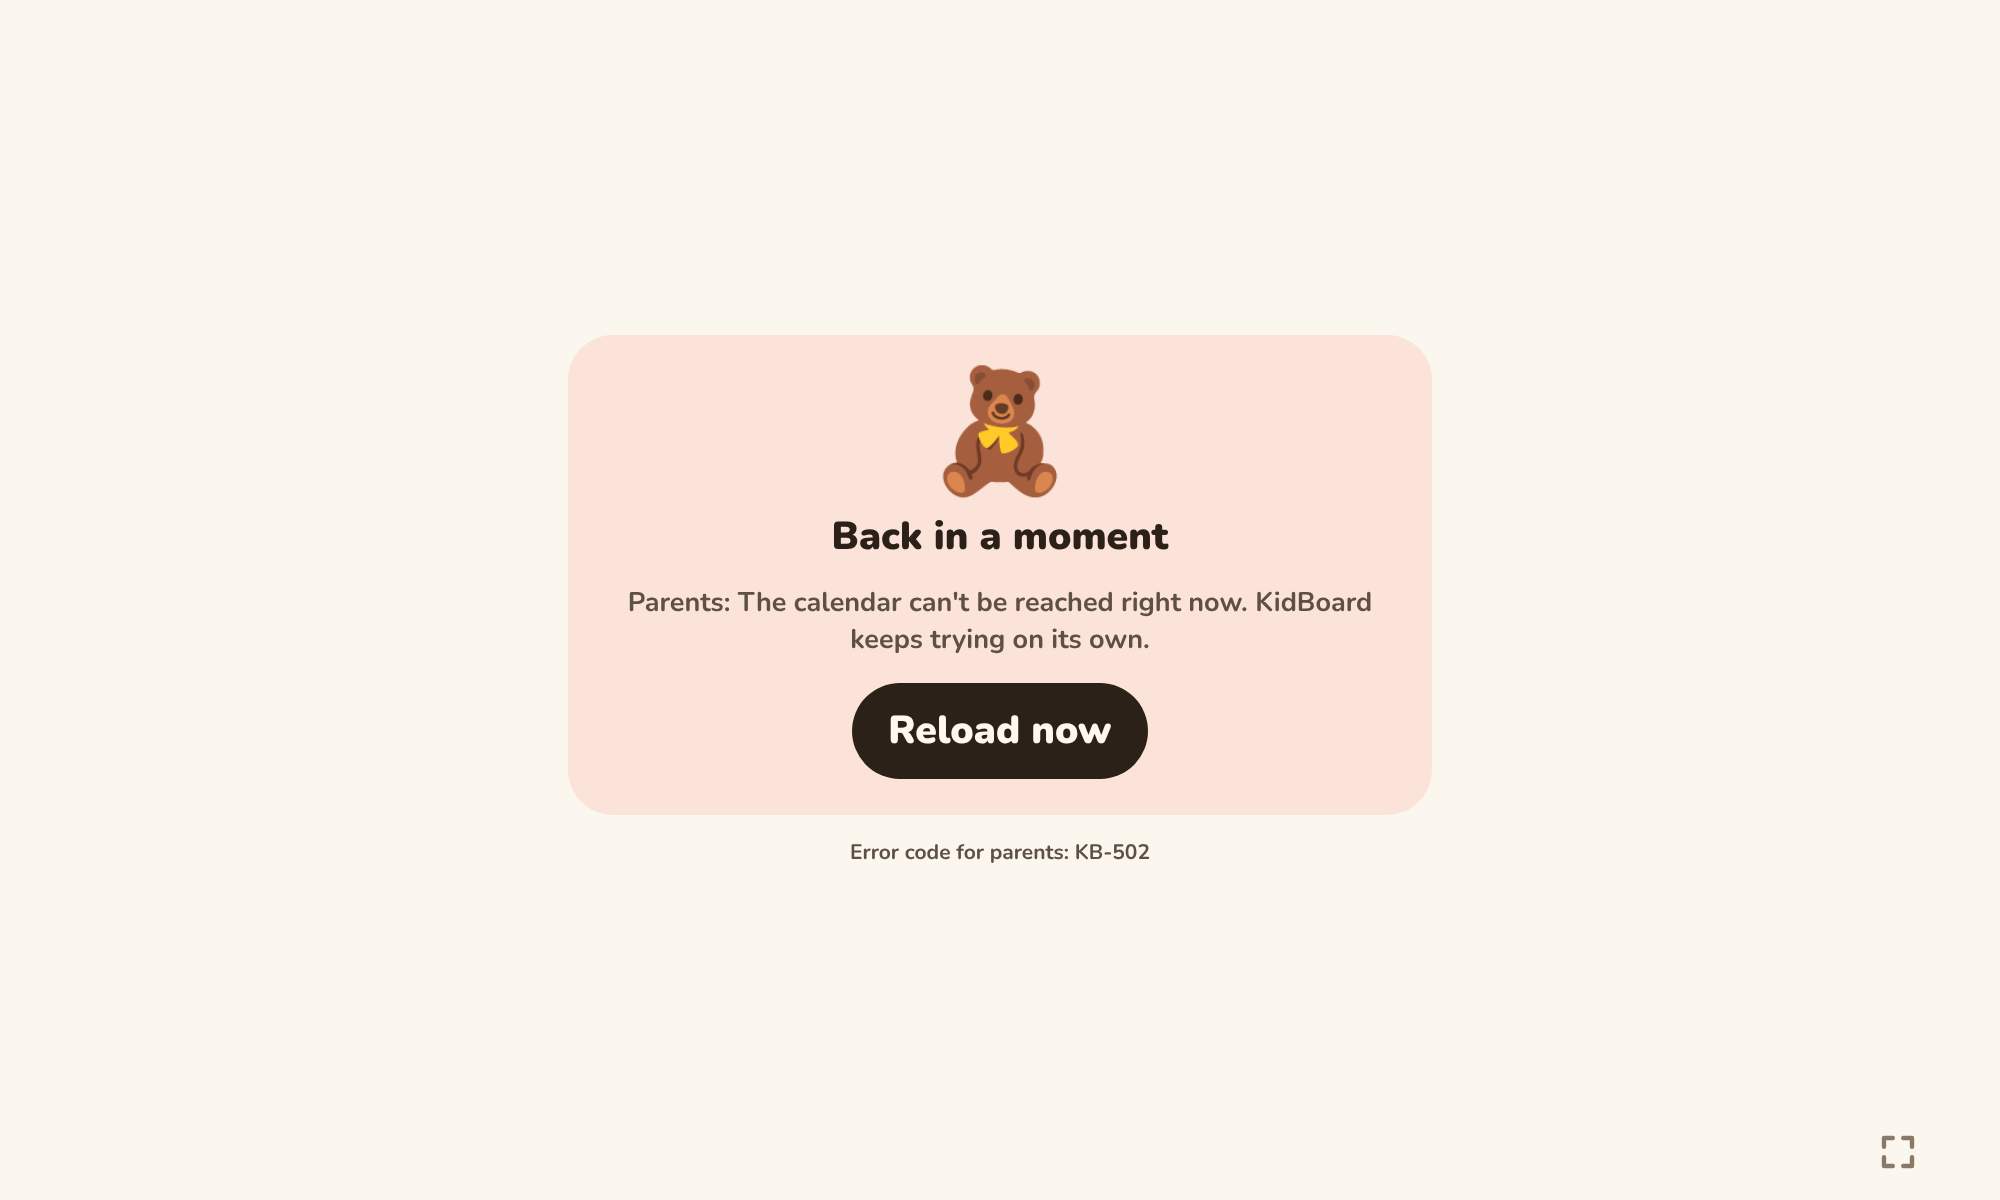 Back in a moment
Parents: The calendar can't be reached right now. KidBoard
keeps trying on its own.
Reload now
Error code for parents: KB-502